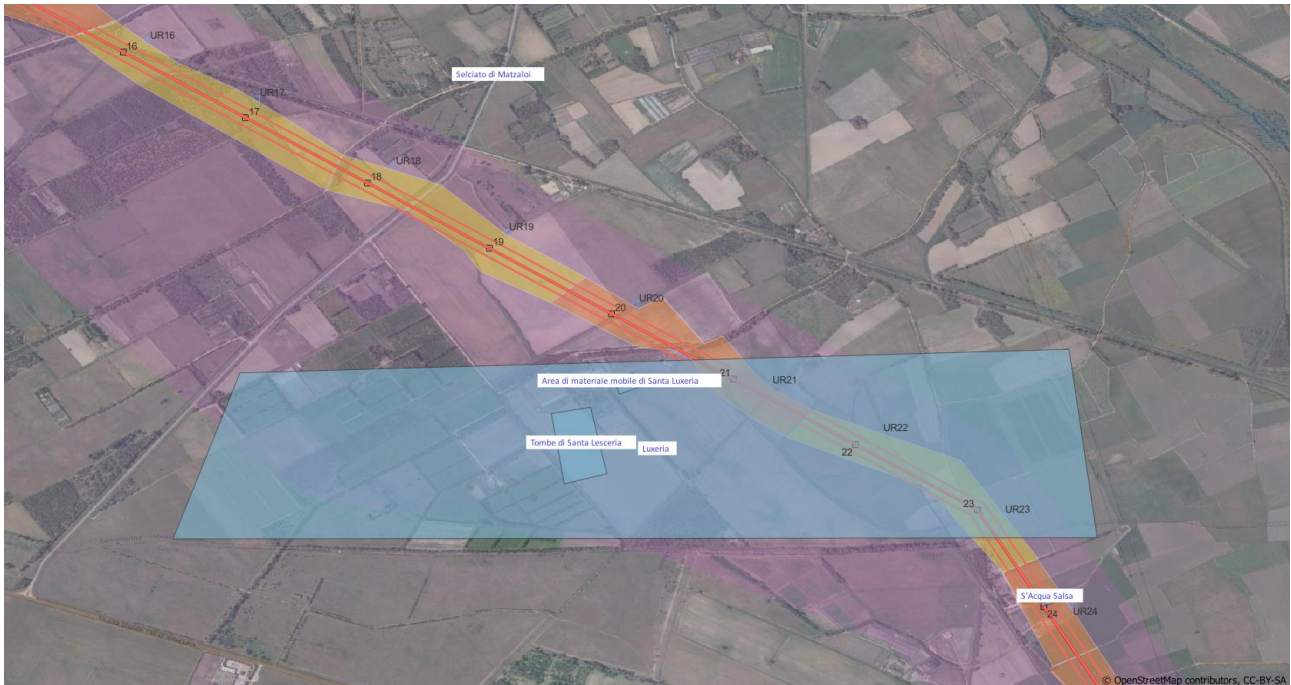 16
UR16
Selciato di Matzaloi
UR17
17
UR18
18
UR19
19
UR20
20
21
UR21
Area di materiale mobile di Santa Luxeria
UR22
Tombe di Santa Lesceria
Luxeria
22
23
UR23
S'Acqua Salsa
24
UR24
© OpenStreetMap contributors, CC-BY-SA